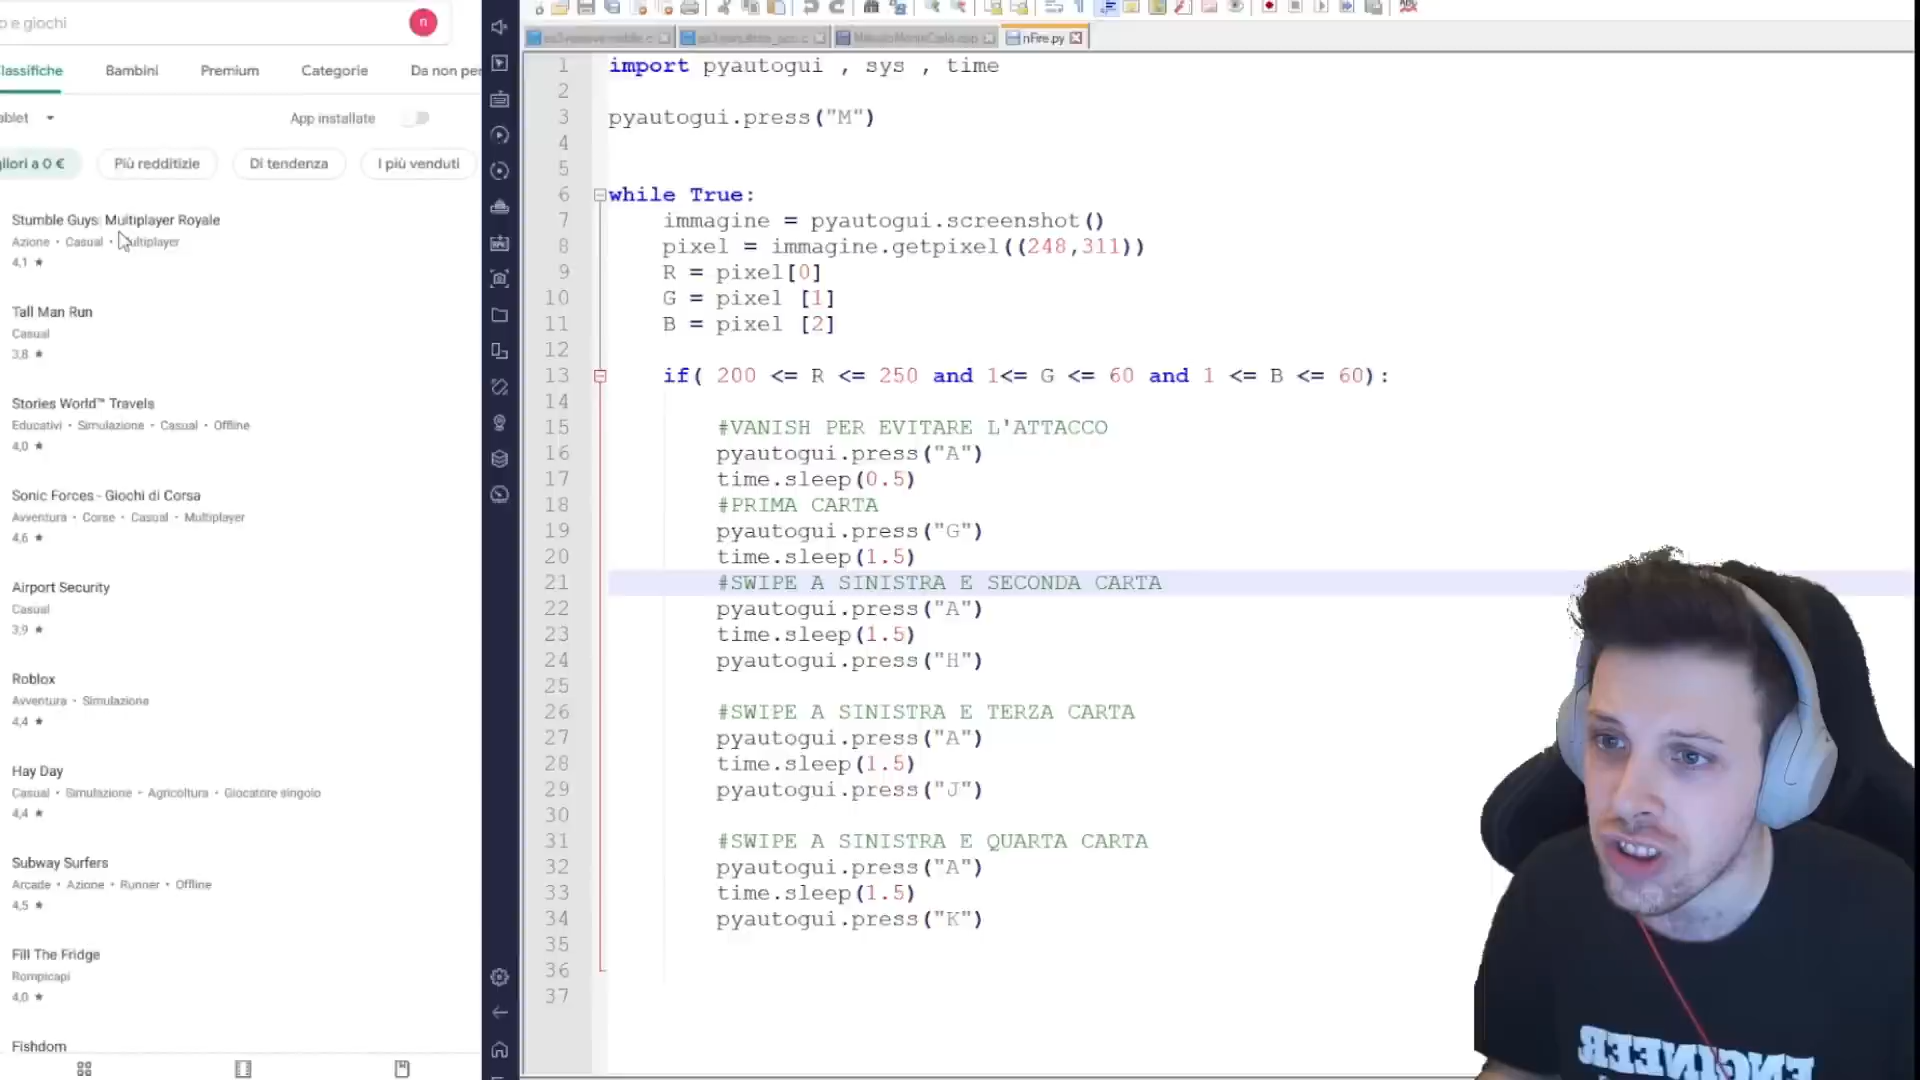 o e giochi
n
lassifiche
Bambini
Premium
Categorie
Da non per
ablet
App installate
gliori a 0 €
Più redditizie
Di tendenza
I più venduti
Stumble Guys: Multiplayer Royale
Azione • Casual • Multiplayer
4,1 ★
Tall Man Run
Casual
3,8 ★
Stories World™ Travels
Educativi • Simulazione • Casual • Offline
4,0 ★
Sonic Forces - Giochi di Corsa
Avventura • Corse • Casual • Multiplayer
4,6 ★
Airport Security
Casual
3,9 ★
Roblox
Avventura • Simulazione
4,4 ★
Hay Day
Casual • Simulazione • Agricoltura • Giocatore singolo
4,4 ★
Subway Surfers
Arcade • Azione • Runner • Offline
4,5 ★
Fill The Fridge
Rompicapi
4,0 ★
Fishdom
nFire.py
1 import pyautogui , sys , time
2
3 pyautogui.press("M")
4
5
6 while True:
7 immagine = pyautogui.screenshot()
8 pixel = immagine.getpixel((248,311))
9 R = pixel[0]
10 G = pixel [1]
11 B = pixel [2]
12
13 if( 200 <= R <= 250 and 1<= G <= 60 and 1 <= B <= 60):
14
15 #VANISH PER EVITARE L'ATTACCO
16 pyautogui.press("A")
17 time.sleep(0.5)
18 #PRIMA CARTA
19 pyautogui.press("G")
20 time.sleep(1.5)
21 #SWIPE A SINISTRA E SECONDA CARTA
22 pyautogui.press("A")
23 time.sleep(1.5)
24 pyautogui.press("H")
25
26 #SWIPE A SINISTRA E TERZA CARTA
27 pyautogui.press("A")
28 time.sleep(1.5)
29 pyautogui.press("J")
30
31 #SWIPE A SINISTRA E QUARTA CARTA
32 pyautogui.press("A")
33 time.sleep(1.5)
34 pyautogui.press("K")
35
36
37
ENGINEER